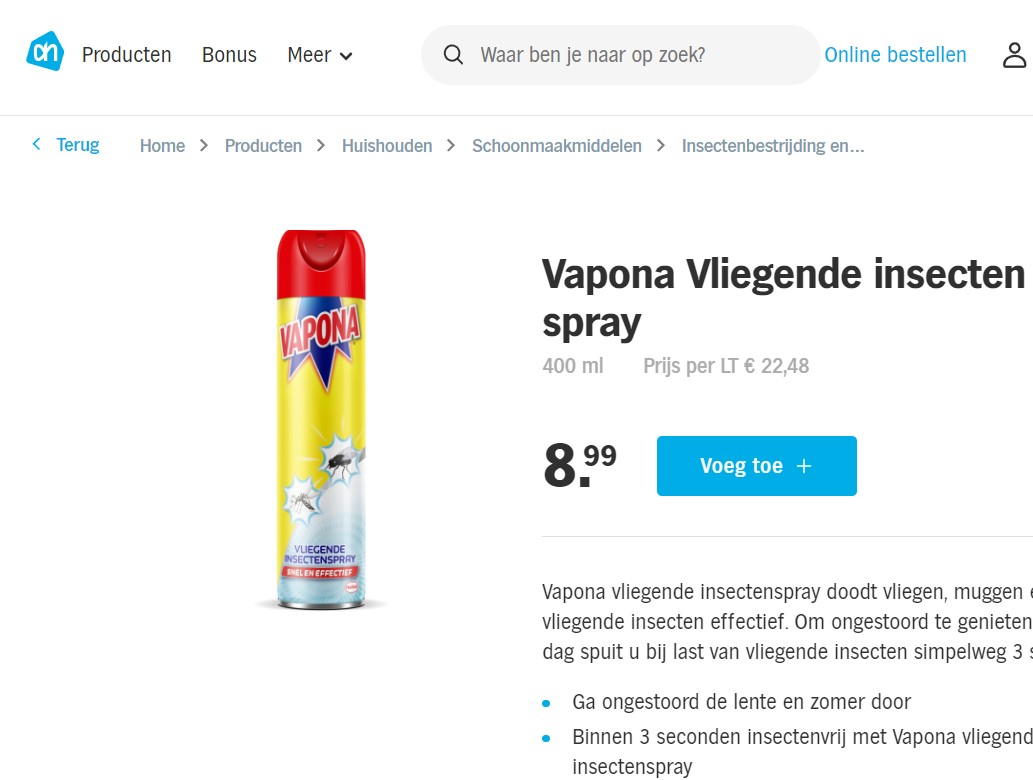 ah
Producten Bonus Meer Waar ben je naar op zoek? Online bestellen
Terug Home Producten Huishouden Schoonmaakmiddelen Insectenbestrijding en...
Vapona Vliegende insecten
spray
400 ml Prijs per LT € 22,48
8.99 Voeg toe +
VAPONA
VLIEGENDE
INSECTENSPRAY
SNEL EN EFFECTIEF
Vapona vliegende insectenspray doodt vliegen, muggen
vliegende insecten effectief. Om ongestoord te genieten
dag spuit u bij last van vliegende insecten simpelweg 3 s
Ga ongestoord de lente en zomer door
Binnen 3 seconden insectenvrij met Vapona vliegend
insectenspray